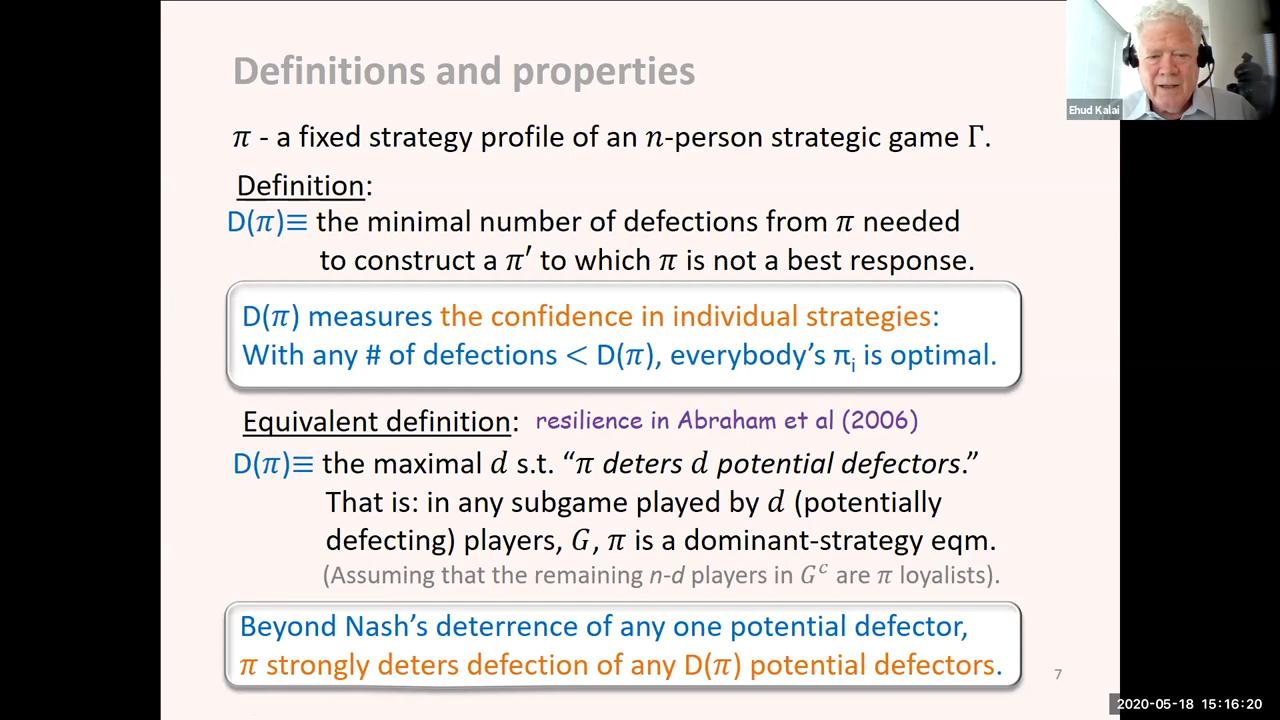 Definitions and properties
π - a fixed strategy profile of an n-person strategic game Γ.
Definition:
D(π)≡ the minimal number of defections from π needed
to construct a π′ to which π is not a best response.
D(π) measures the confidence in individual strategies:
With any # of defections < D(π), everybody’s πᵢ is optimal.
Equivalent definition: resilience in Abraham et al (2006)
D(π)≡ the maximal d s.t. “π deters d potential defectors.”
That is: in any subgame played by d (potentially
defecting) players, G, π is a dominant-strategy eqm.
(Assuming that the remaining n-d players in Gᶜ are π loyalists).
Beyond Nash’s deterrence of any one potential defector,
π strongly deters defection of any D(π) potential defectors.
7
Ehud Kalai
2020-05-18 15:16:20